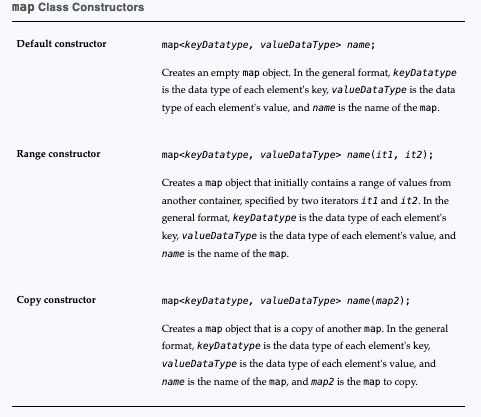 map Class Constructors
Default constructor
map<keyDatatype, valueDataType> name;
Creates an empty map object. In the general format, keyDatatype
is the data type of each element's key, valueDataType is the data
type of each element's value, and name is the name of the map.
Range constructor
map<keyDatatype, valueDataType> name(it1, it2);
Creates a map object that initially contains a range of values from
another container, specified by two iterators it1 and it2. In the
general format, keyDatatype is the data type of each element's
key, valueDataType is the data type of each element's value, and
name is the name of the map.
Copy constructor
map<keyDatatype, valueDataType> name(map2);
Creates a map object that is a copy of another map. In the general
format, keyDatatype is the data type of each element's key,
valueDataType is the data type of each element's value, and
name is the name of the map, and map2 is the map to copy.